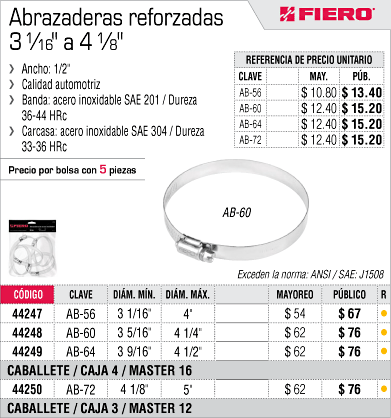 Abrazaderas reforzadas
3 1/16" a 4 1/8"
FIERO®
Ancho: 1/2"
Calidad automotriz
Banda: acero inoxidable SAE 201 / Dureza
36-44 HRc
Carcasa: acero inoxidable SAE 304 / Dureza
33-36 HRc
Precio por bolsa con 5 piezas
REFERENCIA DE PRECIO UNITARIO
CLAVE MAY. PÚB.
AB-56 $ 10.80 $ 13.40
AB-60 $ 12.40 $ 15.20
AB-64 $ 12.40 $ 15.20
AB-72 $ 12.40 $ 15.20
AB-60
FIERO
Exceden la norma: ANSI / SAE: J1508
CÓDIGO CLAVE DIÁM. MÍN. DIÁM. MÁX. MAYOREO PÚBLICO R
44247 AB-56 3 1/16" 4" $ 54 $ 67
44248 AB-60 3 5/16" 4 1/4" $ 62 $ 76
44249 AB-64 3 9/16" 4 1/2" $ 62 $ 76
CABALLETE / CAJA 4 / MASTER 16
44250 AB-72 4 1/8" 5" $ 62 $ 76
CABALLETE / CAJA 3 / MASTER 12